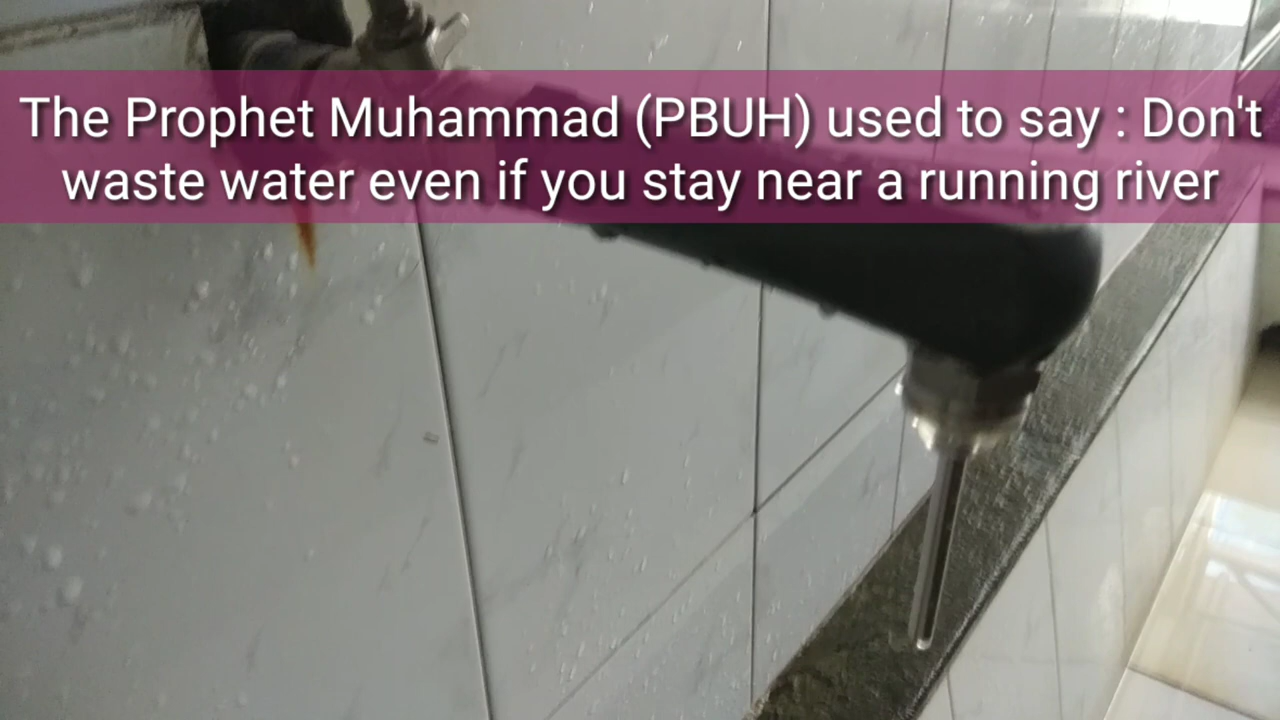 The Prophet Muhammad (PBUH) used to say : Don't
waste water even if you stay near a running river